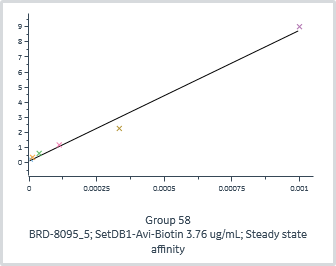 9
8
7
6
5
4
3
2
1
0
0 0.00025 0.0005 0.00075 0.001
Group 58
BRD-8095_5; SetDB1-Avi-Biotin 3.76 ug/mL; Steady state
affinity